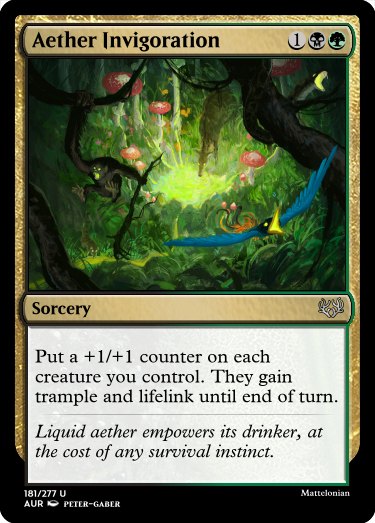 Aether Invigoration 1
Sorcery
Put a +1/+1 counter on each
creature you control. They gain
trample and lifelink until end of turn.
Liquid aether empowers its drinker, at
the cost of any survival instinct.
181/277 U Mattelonian
AUR PETER-GABER